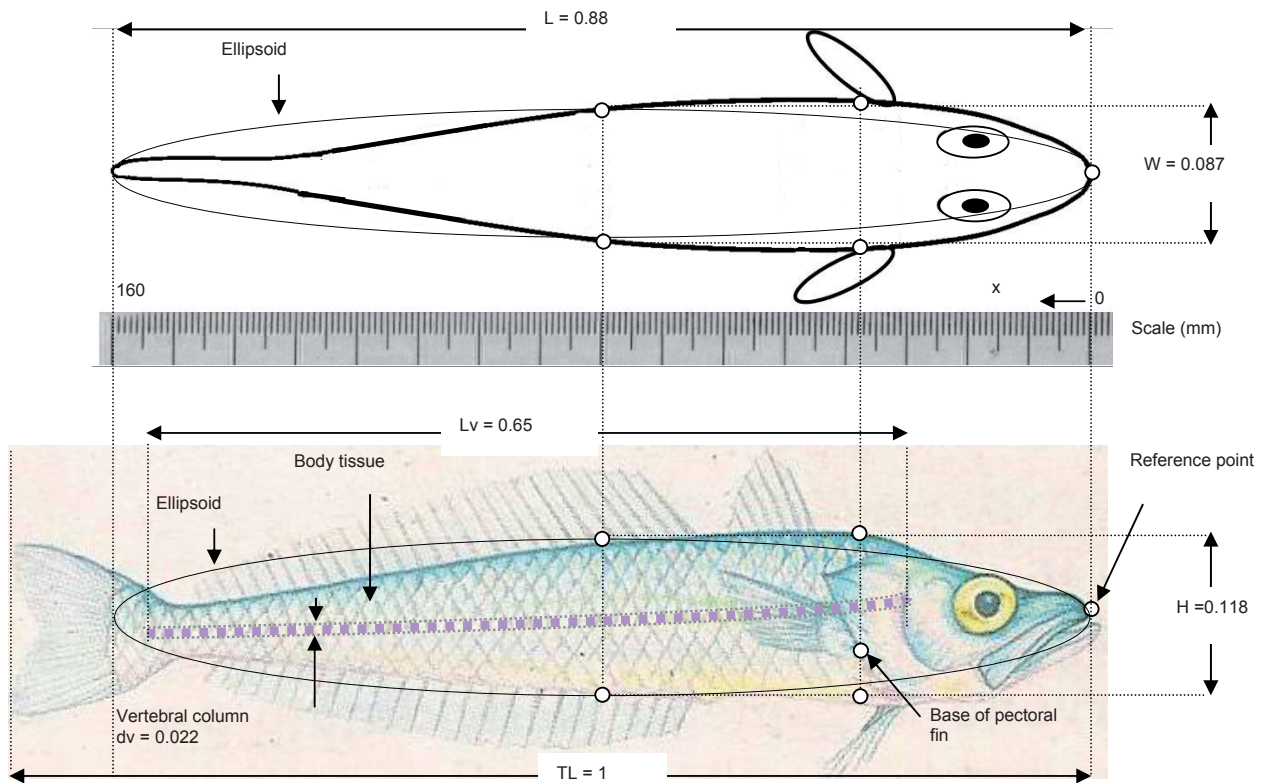 L = 0.88
Ellipsoid
W = 0.087
160
x
0
Scale (mm)
Lv = 0.65
Body tissue
Reference point
Ellipsoid
H =0.118
Vertebral column
dv = 0.022
Base of pectoral
fin
TL = 1